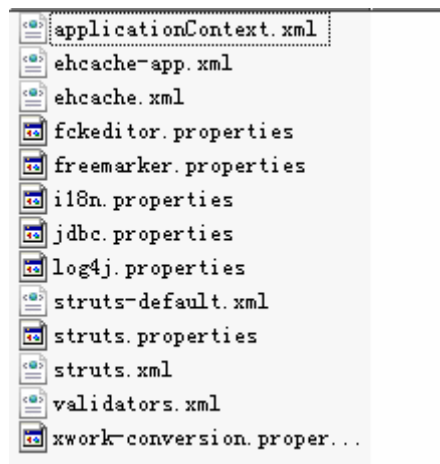 applicationContext.xml
ehcache-app.xml
ehcache.xml
fckeditor.properties
freemarker.properties
i18n.properties
jdbc.properties
log4j.properties
struts-default.xml
struts.properties
struts.xml
validators.xml
xwork-conversion.proper...